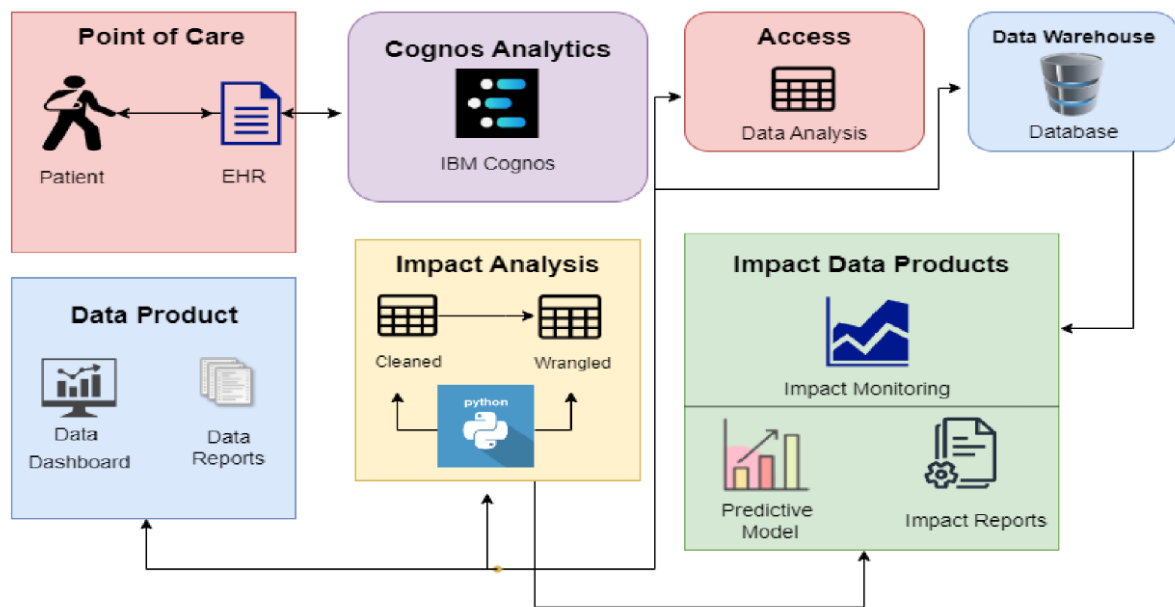 Point of Care
Patient
EHR
Cognos Analytics
IBM Cognos
Access
Data Analysis
Data Warehouse
Database
Data Product
Data
Dashboard
Data
Reports
Impact Analysis
Cleaned
Wrangled
python
Impact Data Products
Impact Monitoring
Predictive
Model
Impact Reports